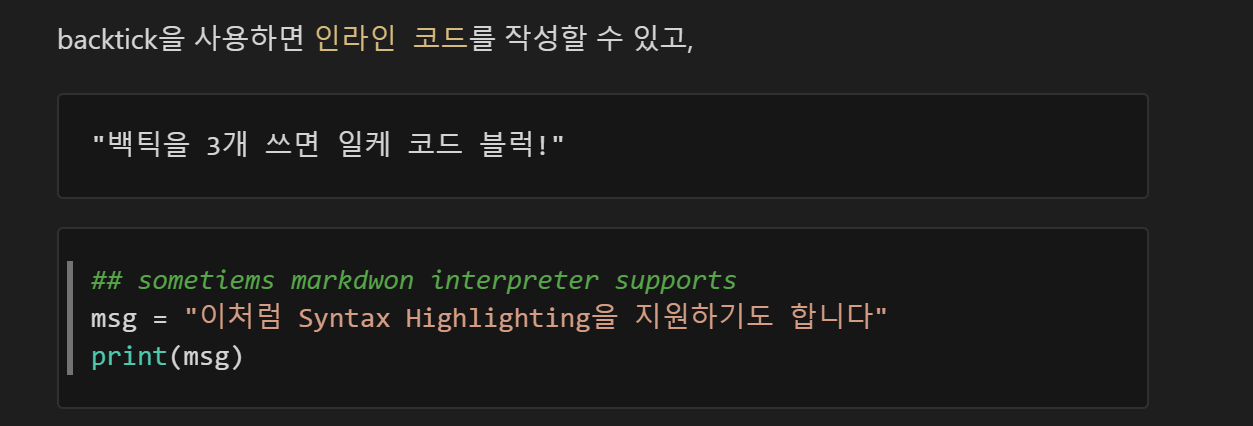 backtick을 사용하면 인라인 코드를 작성할 수 있고,
"백틱을 3개 쓰면 일케 코드 블럭!"
## sometiems markdwon interpreter supports
msg = "이처럼 Syntax Highlighting을 지원하기도 합니다"
print(msg)